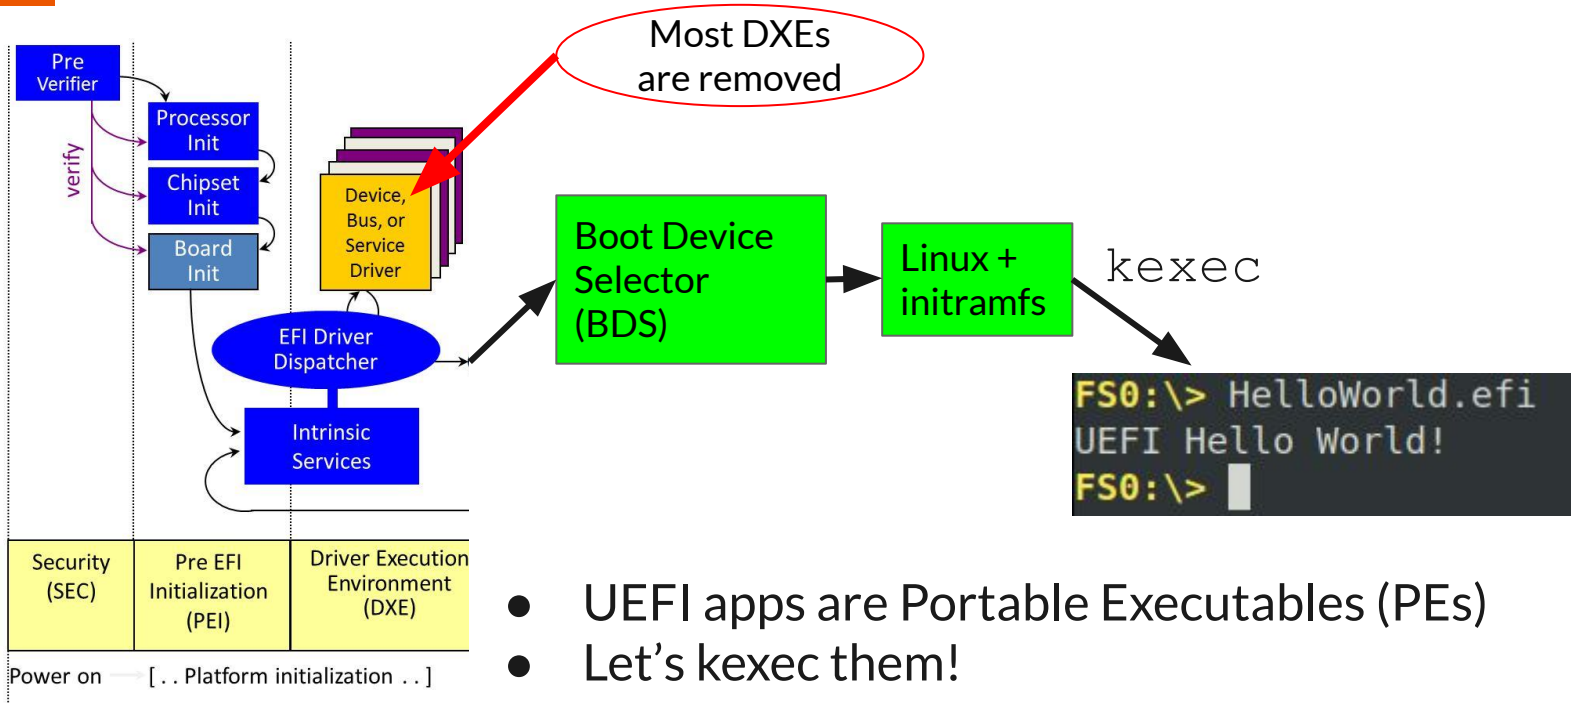 Most DXEs
are removed
Pre
Verifier
Processor
Init
verify
Chipset
Init
Board
Init
Device,
Bus, or
Service
Driver
EFI Driver
Dispatcher
Intrinsic
Services
Boot Device
Selector
(BDS)
Linux +
initramfs
kexec
FS0:\> HelloWorld.efi
UEFI Hello World!
FS0:\>
Security
(SEC)
Pre EFI
Initialization
(PEI)
Driver Execution
Environment
(DXE)
Power on [ . . Platform initialization . . ]
● UEFI apps are Portable Executables (PEs)
● Let’s kexec them!